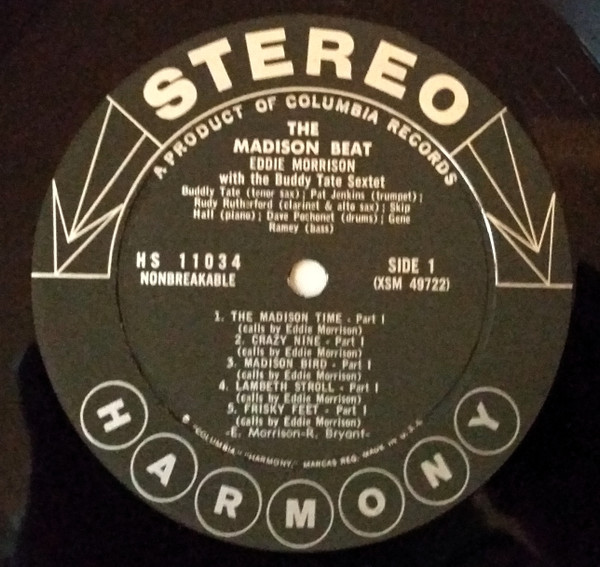 STEREO
A PRODUCT OF COLUMBIA RECORDS
THE
MADISON BEAT
EDDIE MORRISON
with the Buddy Tate Sextet
Buddly Tate (tenor sax); Pat Jenkins (trumpet);
Rudy Rutherford (clarinet & alto sax); Skip
Hall (piano); Dave Pochonet (drums); Gene
Ramey (bass)
HS 11034
NONBREAKABLE
SIDE 1
(XSM 49722)
1. THE MADISON TIME - Part I
(calls by Eddie Morrison)
2. CRAZY NINE - Part I
(calls by Eddie Morrison)
3. MADISON BIRD - Part I
(calls by Eddie Morrison)
4. LAMBETH STROLL - Part I
(calls by Eddie Morrison)
5. FRISKY FEET - Part I
(calls by Eddie Morrison)
-E. Morrison-R. Bryant-
® "COLUMBIA" "HARMONY," MARCAS REG. MADE IN U.S.A.
HARMONY